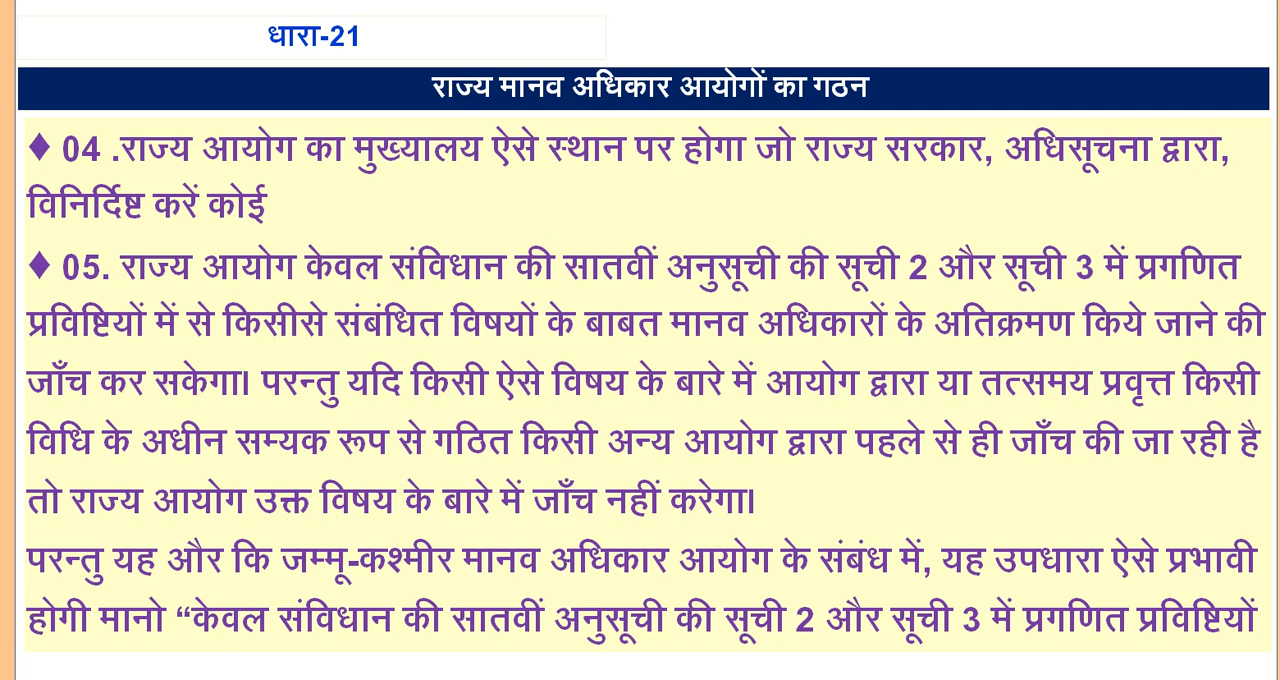 धारा-21
राज्य मानव अधिकार आयोगों का गठन
♦ 04 .राज्य आयोग का मुख्यालय ऐसे स्थान पर होगा जो राज्य सरकार, अधिसूचना द्वारा,
विनिर्दिष्ट करें कोई
♦ 05. राज्य आयोग केवल संविधान की सातवीं अनुसूची की सूची 2 और सूची 3 में प्रगणित
प्रविष्टियों में से किसीसे संबंधित विषयों के बाबत मानव अधिकारों के अतिक्रमण किये जाने की
जाँच कर सकेगा। परन्तु यदि किसी ऐसे विषय के बारे में आयोग द्वारा या तत्समय प्रवृत्त किसी
विधि के अधीन सम्यक रूप से गठित किसी अन्य आयोग द्वारा पहले से ही जाँच की जा रही है
तो राज्य आयोग उक्त विषय के बारे में जाँच नहीं करेगा।
परन्तु यह और कि जम्मू-कश्मीर मानव अधिकार आयोग के संबंध में, यह उपधारा ऐसे प्रभावी
होगी मानो “केवल संविधान की सातवीं अनुसूची की सूची 2 और सूची 3 में प्रगणित प्रविष्टियों